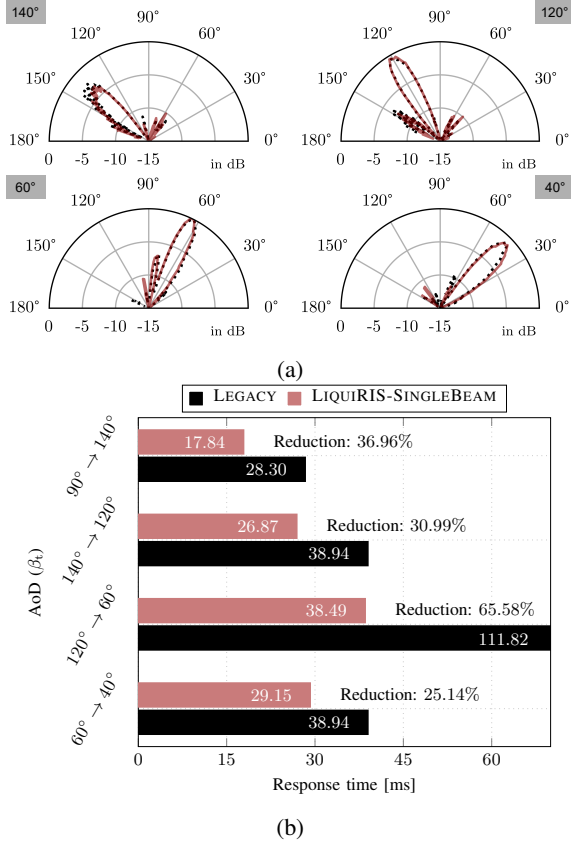 140°
90°
120°
60°
150°
30°
180°
0°
0 -5 -10 -15 in dB
120°
90°
120°
60°
150°
30°
180°
0°
0 -5 -10 -15 in dB
60°
90°
120°
60°
150°
30°
180°
0°
0 -5 -10 -15 in dB
40°
90°
120°
60°
150°
30°
180°
0°
0 -5 -10 -15 in dB
(a)
LEGACY LIQUIRIS-SINGLEBEAM
AoD (βt)
90° → 140°
17.84 Reduction: 36.96%
28.30
140° → 120°
26.87 Reduction: 30.99%
38.94
120° → 60°
38.49 Reduction: 65.58%
111.82
60° → 40°
29.15 Reduction: 25.14%
38.94
0 15 30 45 60
Response time [ms]
(b)